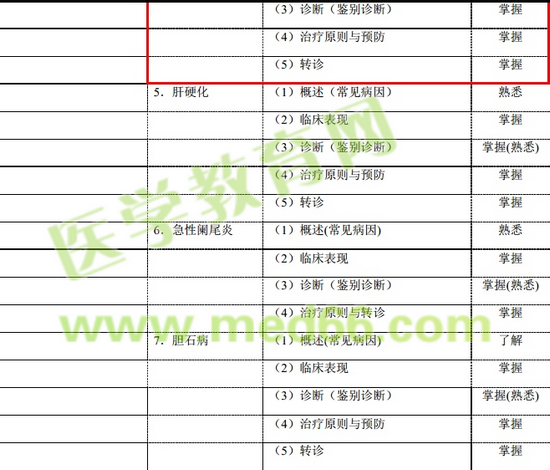 （3）诊断（鉴别诊断） 掌握
（4）治疗原则与预防 掌握
（5）转诊 掌握
5．肝硬化 （1）概述（常见病因） 熟悉
（2）临床表现 掌握
（3）诊断（鉴别诊断） 掌握(熟悉)
（4）治疗原则与预防 掌握
（5）转诊 掌握
6．急性阑尾炎 （1）概述(常见病因) 熟悉
（2）临床表现 掌握
（3）诊断（鉴别诊断） 掌握(熟悉)
（4）治疗原则与转诊 掌握
7．胆石病 （1）概述(常见病因) 了解
（2）临床表现 掌握
（3）诊断（鉴别诊断） 掌握(熟悉)
（4）治疗原则与预防 掌握
（5）转诊 掌握
医学教育网
www.med66.com